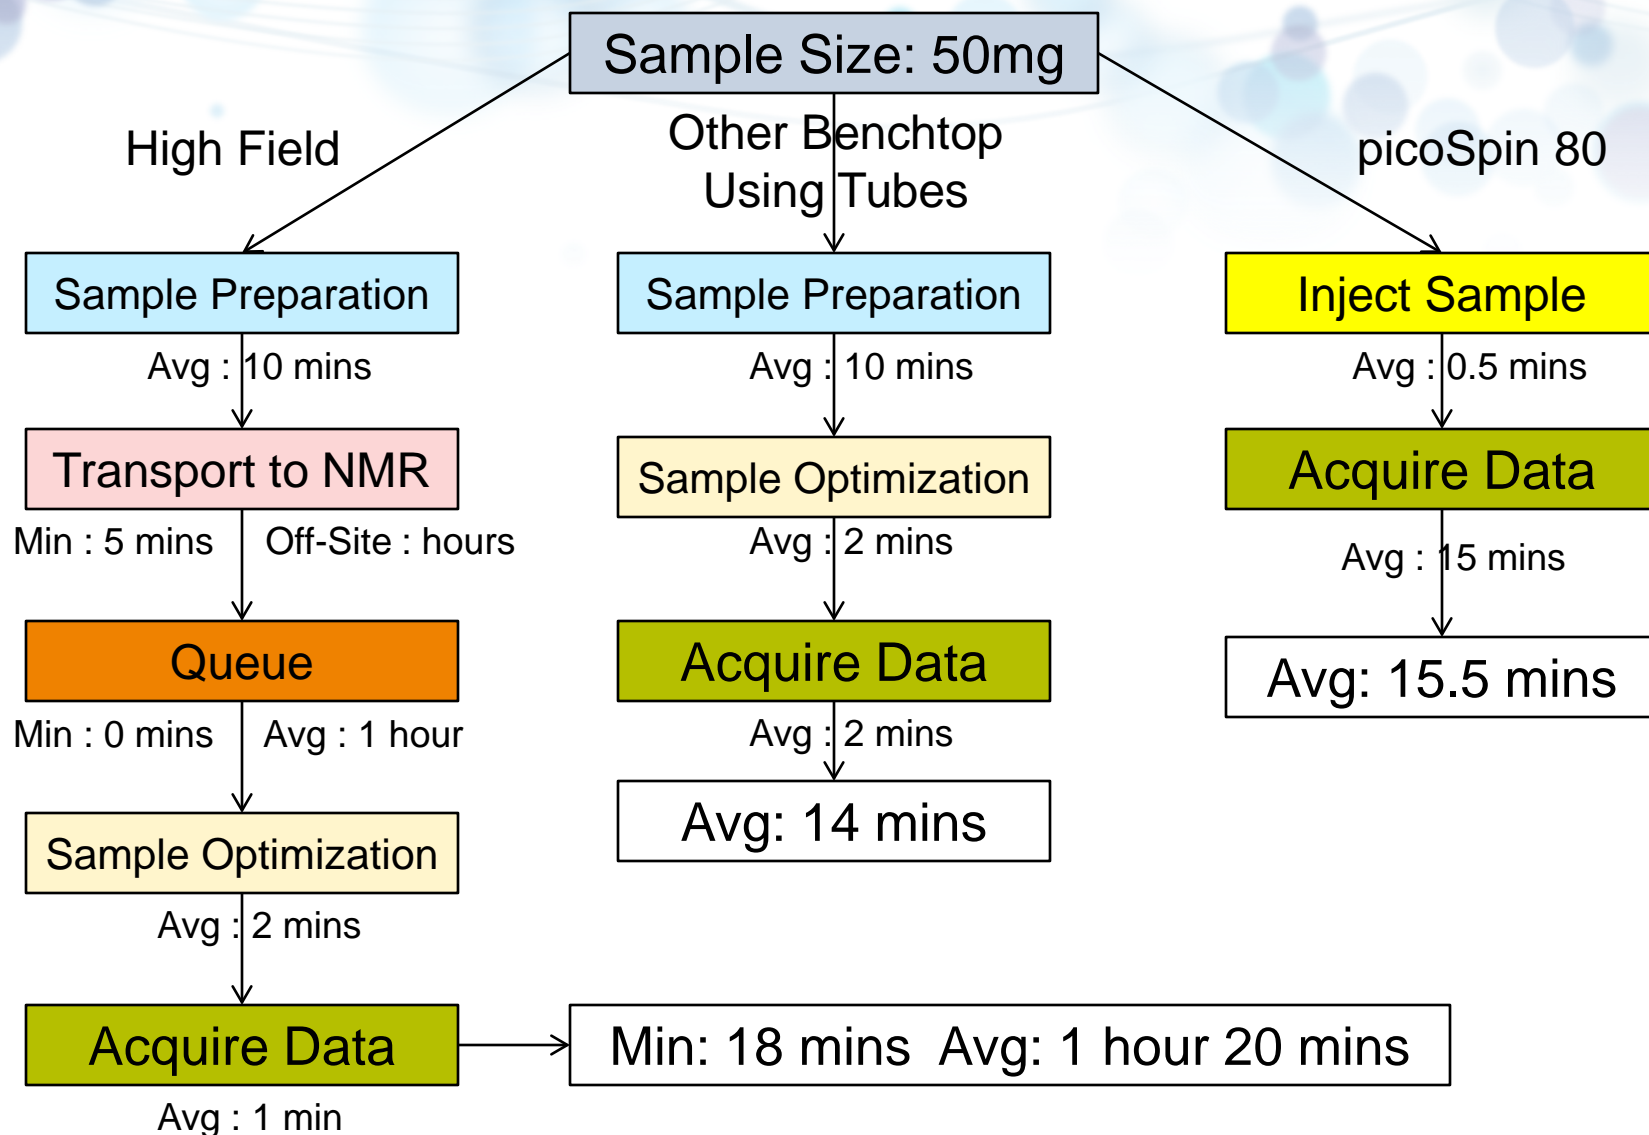 Sample Size: 50mg
High Field
Other Benchtop
Using Tubes
picoSpin 80
Sample Preparation
Avg : 10 mins
Transport to NMR
Min : 5 mins
Off-Site : hours
Queue
Min : 0 mins
Avg : 1 hour
Sample Optimization
Avg : 2 mins
Acquire Data
Avg : 1 min
Min: 18 mins Avg: 1 hour 20 mins
Sample Preparation
Avg : 10 mins
Sample Optimization
Avg : 2 mins
Acquire Data
Avg : 2 mins
Avg: 14 mins
Inject Sample
Avg : 0.5 mins
Acquire Data
Avg : 15 mins
Avg: 15.5 mins